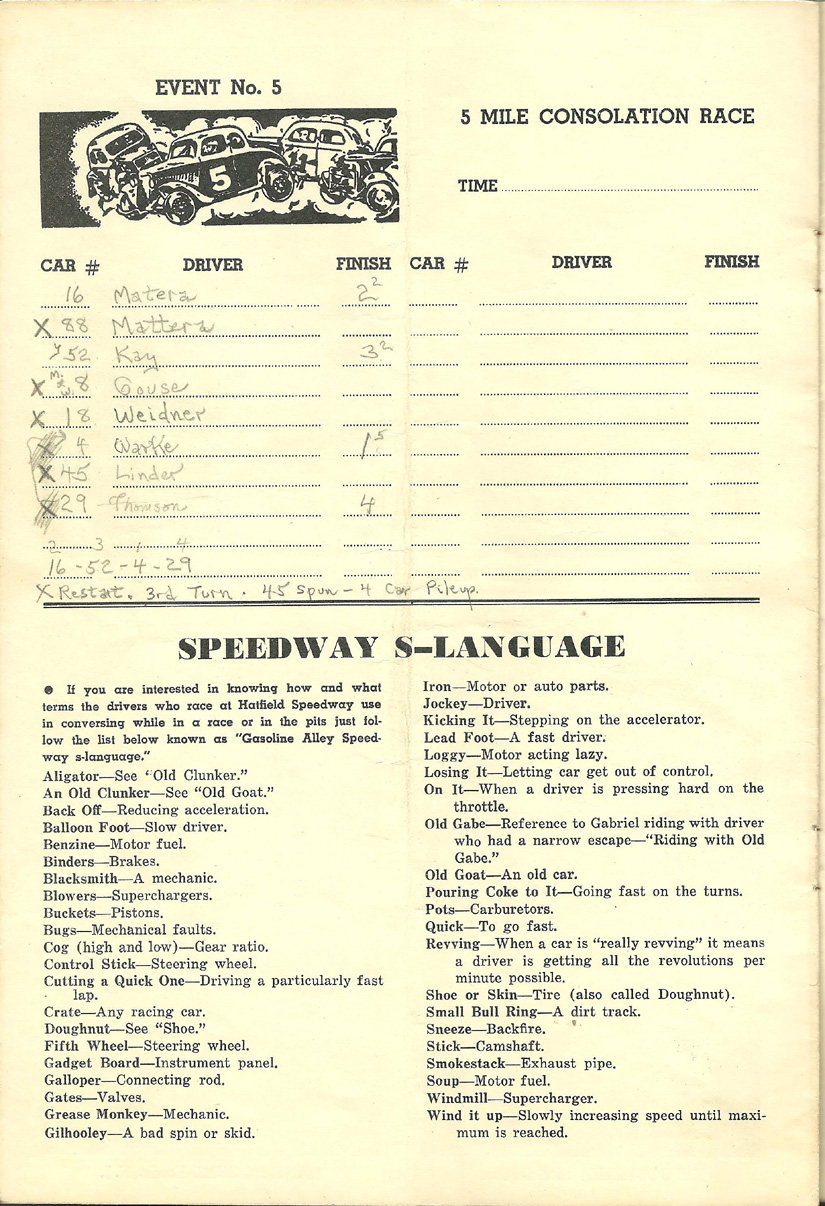 EVENT No. 5
5
5 MILE CONSOLATION RACE
TIME
CAR # DRIVER FINISH CAR # DRIVER FINISH
16 Matera 2 2
X 88 Mattera
52 Kay 3 2
X 8 Gouse
X 18 Weidner
X 4 Warke 1 5
X 45 Linder
X 29 Thomson 4
2 3 1 4
16-52-4-29
X Restart. 3rd Turn. 45 Spun - 4 Car Pileup.
SPEEDWAY S-LANGUAGE
● If you are interested in knowing how and what
terms the drivers who race at Hatfield Speedway use
in conversing while in a race or in the pits just fol-
low the list below known as "Gasoline Alley Speed-
way s-language."
Aligator—See "Old Clunker."
An Old Clunker—See "Old Goat."
Back Off—Reducing acceleration.
Balloon Foot—Slow driver.
Benzine—Motor fuel.
Binders—Brakes.
Blacksmith—A mechanic.
Blowers—Superchargers.
Buckets—Pistons.
Bugs—Mechanical faults.
Cog (high and low)—Gear ratio.
Control Stick—Steering wheel.
Cutting a Quick One—Driving a particularly fast
lap.
Crate—Any racing car.
Doughnut—See "Shoe."
Fifth Wheel—Steering wheel.
Gadget Board—Instrument panel.
Galloper—Connecting rod.
Gates—Valves.
Grease Monkey—Mechanic.
Gilhooley—A bad spin or skid.
Iron—Motor or auto parts.
Jockey—Driver.
Kicking It—Stepping on the accelerator.
Lead Foot—A fast driver.
Loggy—Motor acting lazy.
Losing It—Letting car get out of control.
On It—When a driver is pressing hard on the
throttle.
Old Gabe—Reference to Gabriel riding with driver
who had a narrow escape—"Riding with Old
Gabe."
Old Goat—An old car.
Pouring Coke to It—Going fast on the turns.
Pots—Carburetors.
Quick—To go fast.
Revving—When a car is "really revving" it means
a driver is getting all the revolutions per
minute possible.
Shoe or Skin—Tire (also called Doughnut).
Small Bull Ring—A dirt track.
Sneeze—Backfire.
Stick—Camshaft.
Smokestack—Exhaust pipe.
Soup—Motor fuel.
Windmill—Supercharger.
Wind it up—Slowly increasing speed until maxi-
mum is reached.